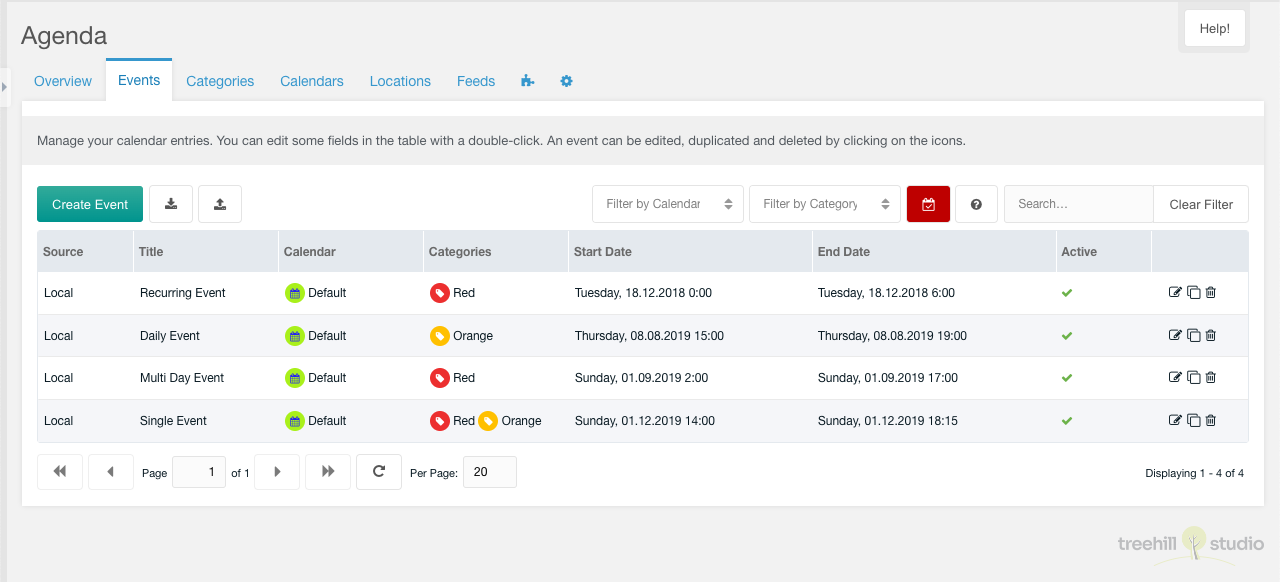 Agenda
Help!
Overview Events Categories Calendars Locations Feeds
Manage your calendar entries. You can edit some fields in the table with a double-click. An event can be edited, duplicated and deleted by clicking on the icons.
Create Event Filter by Calendar Filter by Category Search... Clear Filter
Source Title Calendar Categories Start Date End Date Active
Local Recurring Event Default Red Tuesday, 18.12.2018 0:00 Tuesday, 18.12.2018 6:00
Local Daily Event Default Orange Thursday, 08.08.2019 15:00 Thursday, 08.08.2019 19:00
Local Multi Day Event Default Red Sunday, 01.09.2019 2:00 Sunday, 01.09.2019 17:00
Local Single Event Default Red Orange Sunday, 01.12.2019 14:00 Sunday, 01.12.2019 18:15
Page 1 of 1 Per Page: 20 Displaying 1 - 4 of 4
treehill studio